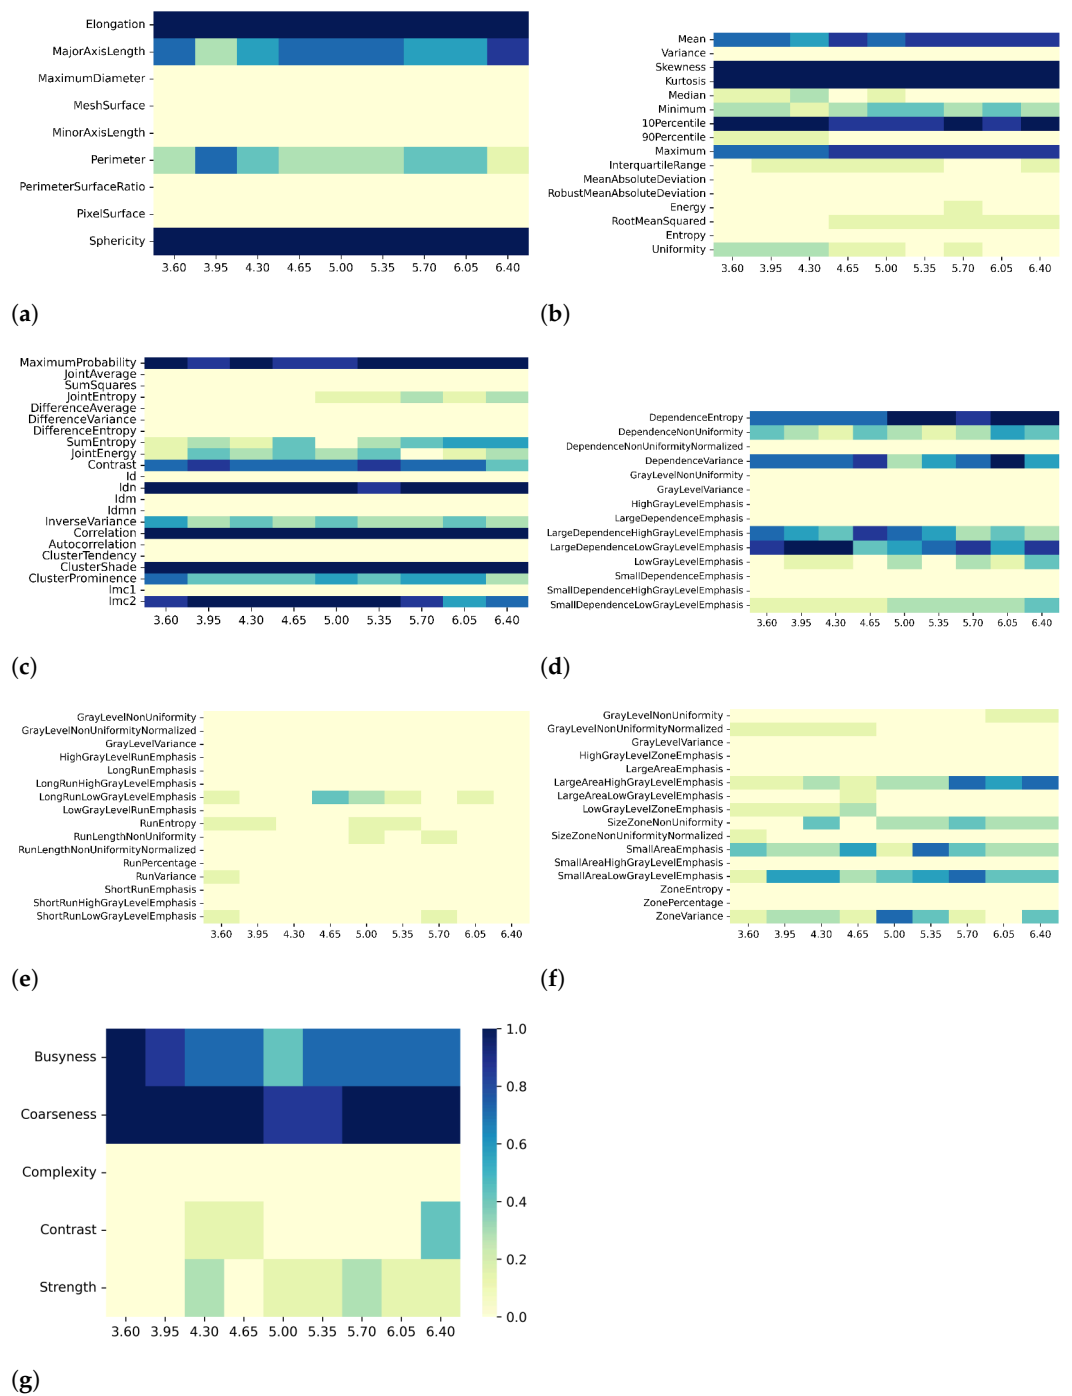 Elongation
MajorAxisLength
MaximumDiameter
MeshSurface
MinorAxisLength
Perimeter
PerimeterSurfaceRatio
PixelSurface
Sphericity
3.60 3.95 4.30 4.65 5.00 5.35 5.70 6.05 6.40
(a)
Mean
Variance
Skewness
Kurtosis
Median
Minimum
10Percentile
90Percentile
Maximum
InterquartileRange
MeanAbsoluteDeviation
RobustMeanAbsoluteDeviation
Energy
RootMeanSquared
Entropy
Uniformity
3.60 3.95 4.30 4.65 5.00 5.35 5.70 6.05 6.40
(b)
MaximumProbability
JointAverage
SumSquares
JointEntropy
DifferenceAverage
DifferenceVariance
DifferenceEntropy
SumEntropy
JointEnergy
Contrast
Id
Idn
Idm
Idmn
InverseVariance
Correlation
Autocorrelation
ClusterTendency
ClusterShade
ClusterProminence
Imc1
Imc2
3.60 3.95 4.30 4.65 5.00 5.35 5.70 6.05 6.40
(c)
DependenceEntropy
DependenceNonUniformity
DependenceNonUniformityNormalized
DependenceVariance
GrayLevelNonUniformity
GrayLevelVariance
HighGrayLevelEmphasis
LargeDependenceEmphasis
LargeDependenceHighGrayLevelEmphasis
LargeDependenceLowGrayLevelEmphasis
LowGrayLevelEmphasis
SmallDependenceEmphasis
SmallDependenceHighGrayLevelEmphasis
SmallDependenceLowGrayLevelEmphasis
3.60 3.95 4.30 4.65 5.00 5.35 5.70 6.05 6.40
(d)
GrayLevelNonUniformity
GrayLevelNonUniformityNormalized
GrayLevelVariance
HighGrayLevelRunEmphasis
LongRunEmphasis
LongRunHighGrayLevelEmphasis
LongRunLowGrayLevelEmphasis
LowGrayLevelRunEmphasis
RunEntropy
RunLengthNonUniformity
RunLengthNonUniformityNormalized
RunPercentage
RunVariance
ShortRunEmphasis
ShortRunHighGrayLevelEmphasis
ShortRunLowGrayLevelEmphasis
3.60 3.95 4.30 4.65 5.00 5.35 5.70 6.05 6.40
(e)
GrayLevelNonUniformity
GrayLevelNonUniformityNormalized
GrayLevelVariance
HighGrayLevelZoneEmphasis
LargeAreaEmphasis
LargeAreaHighGrayLevelEmphasis
LargeAreaLowGrayLevelEmphasis
LowGrayLevelZoneEmphasis
SizeZoneNonUniformity
SizeZoneNonUniformityNormalized
SmallAreaEmphasis
SmallAreaHighGrayLevelEmphasis
SmallAreaLowGrayLevelEmphasis
ZoneEntropy
ZonePercentage
ZoneVariance
3.60 3.95 4.30 4.65 5.00 5.35 5.70 6.05 6.40
(f)
Busyness
Coarseness
Complexity
Contrast
Strength
3.60 3.95 4.30 4.65 5.00 5.35 5.70 6.05 6.40
1.0
0.8
0.6
0.4
0.2
0.0
(g)